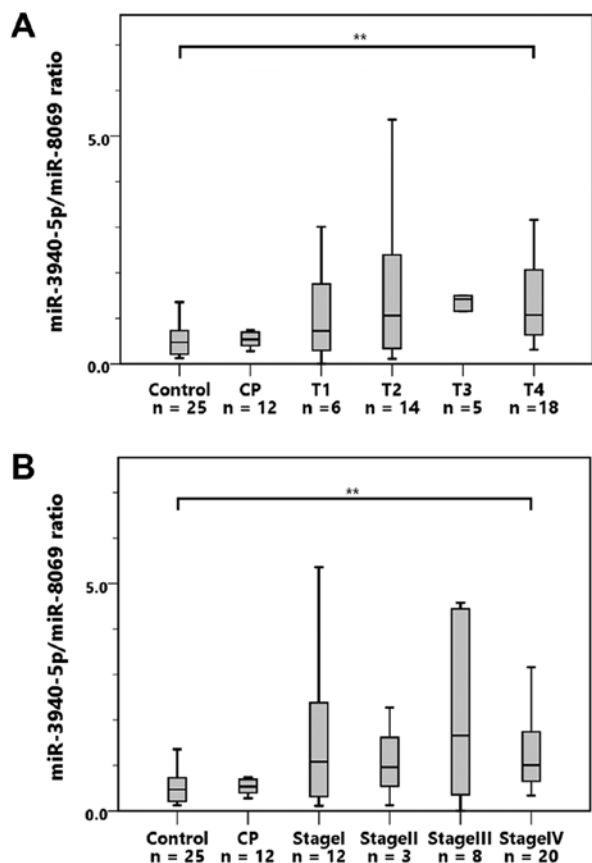 A
**
miR-3940-5p/miR-8069 ratio
5.0
0.0
Control CP T1 T2 T3 T4
n = 25 n = 12 n =6 n = 14 n =5 n =18
B
**
miR-3940-5p/miR-8069 ratio
5.0
0.0
Control CP StageI StageII StageIII StageIV
n = 25 n = 12 n = 12 n = 3 n = 8 n = 20